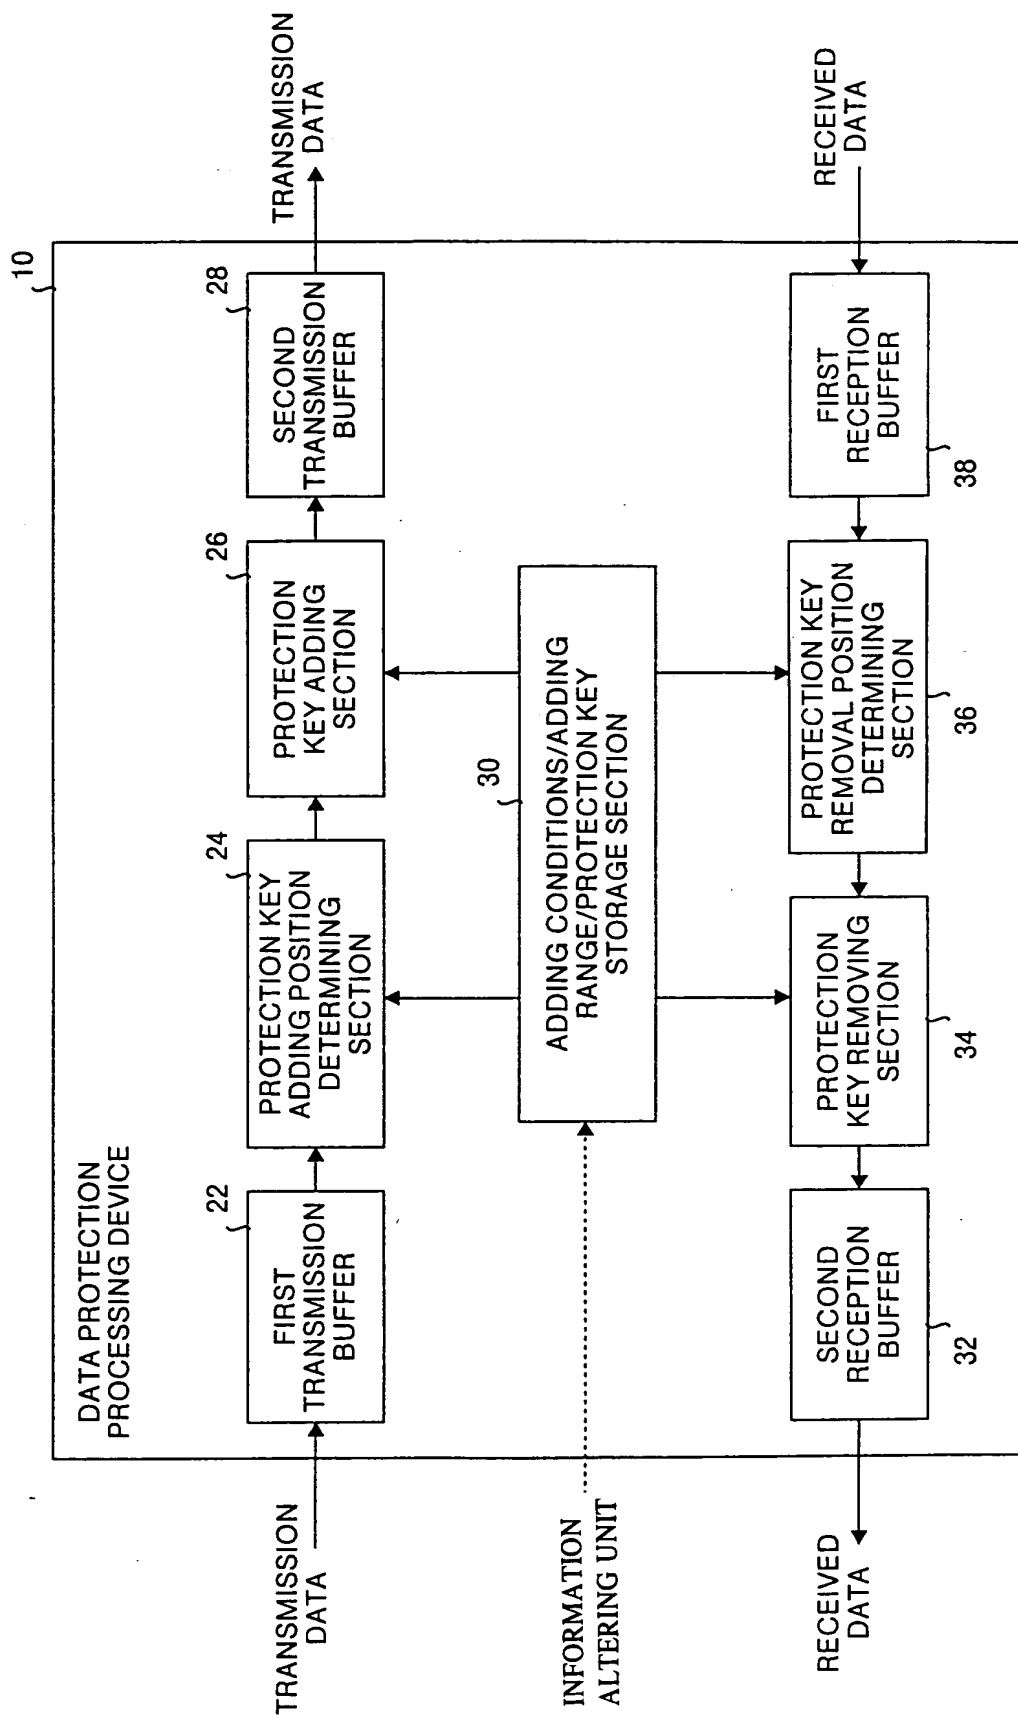 10
DATA PROTECTION
PROCESSING DEVICE
TRANSMISSION
DATA
22
FIRST
TRANSMISSION
BUFFER
24
PROTECTION KEY
ADDING POSITION
DETERMINING
SECTION
26
PROTECTION
KEY ADDING
SECTION
28
SECOND
TRANSMISSION
BUFFER
TRANSMISSION
DATA
INFORMATION
ALTERING UNIT
30
ADDING CONDITIONS/ADDING
RANGE/PROTECTION KEY
STORAGE SECTION
RECEIVED
DATA
SECOND
RECEPTION
BUFFER
32
PROTECTION
KEY REMOVING
SECTION
34
PROTECTION KEY
REMOVAL POSITION
DETERMINING
SECTION
36
FIRST
RECEPTION
BUFFER
38
RECEIVED
DATA